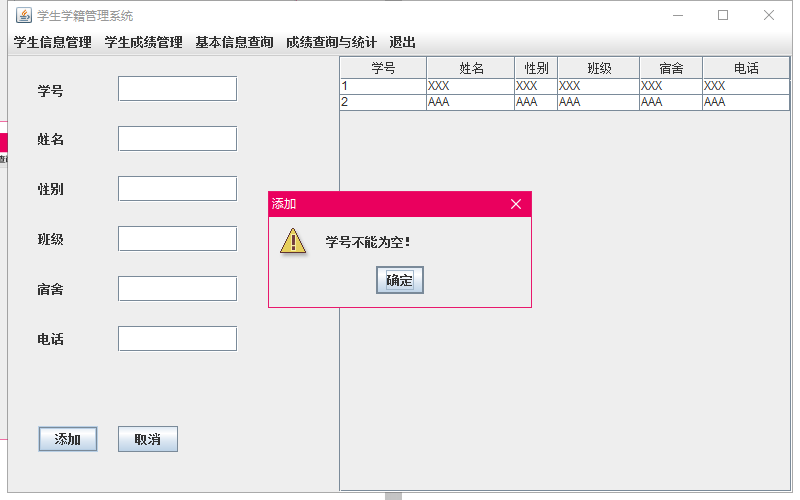 学生学籍管理系统
学生信息管理 学生成绩管理 基本信息查询 成绩查询与统计 退出
学号
姓名
性别
班级
宿舍
电话
添加 取消
学号 姓名 性别 班级 宿舍 电话
1 XXX XXX XXX XXX XXX
2 AAA AAA AAA AAA AAA
添加
学号不能为空!
确定